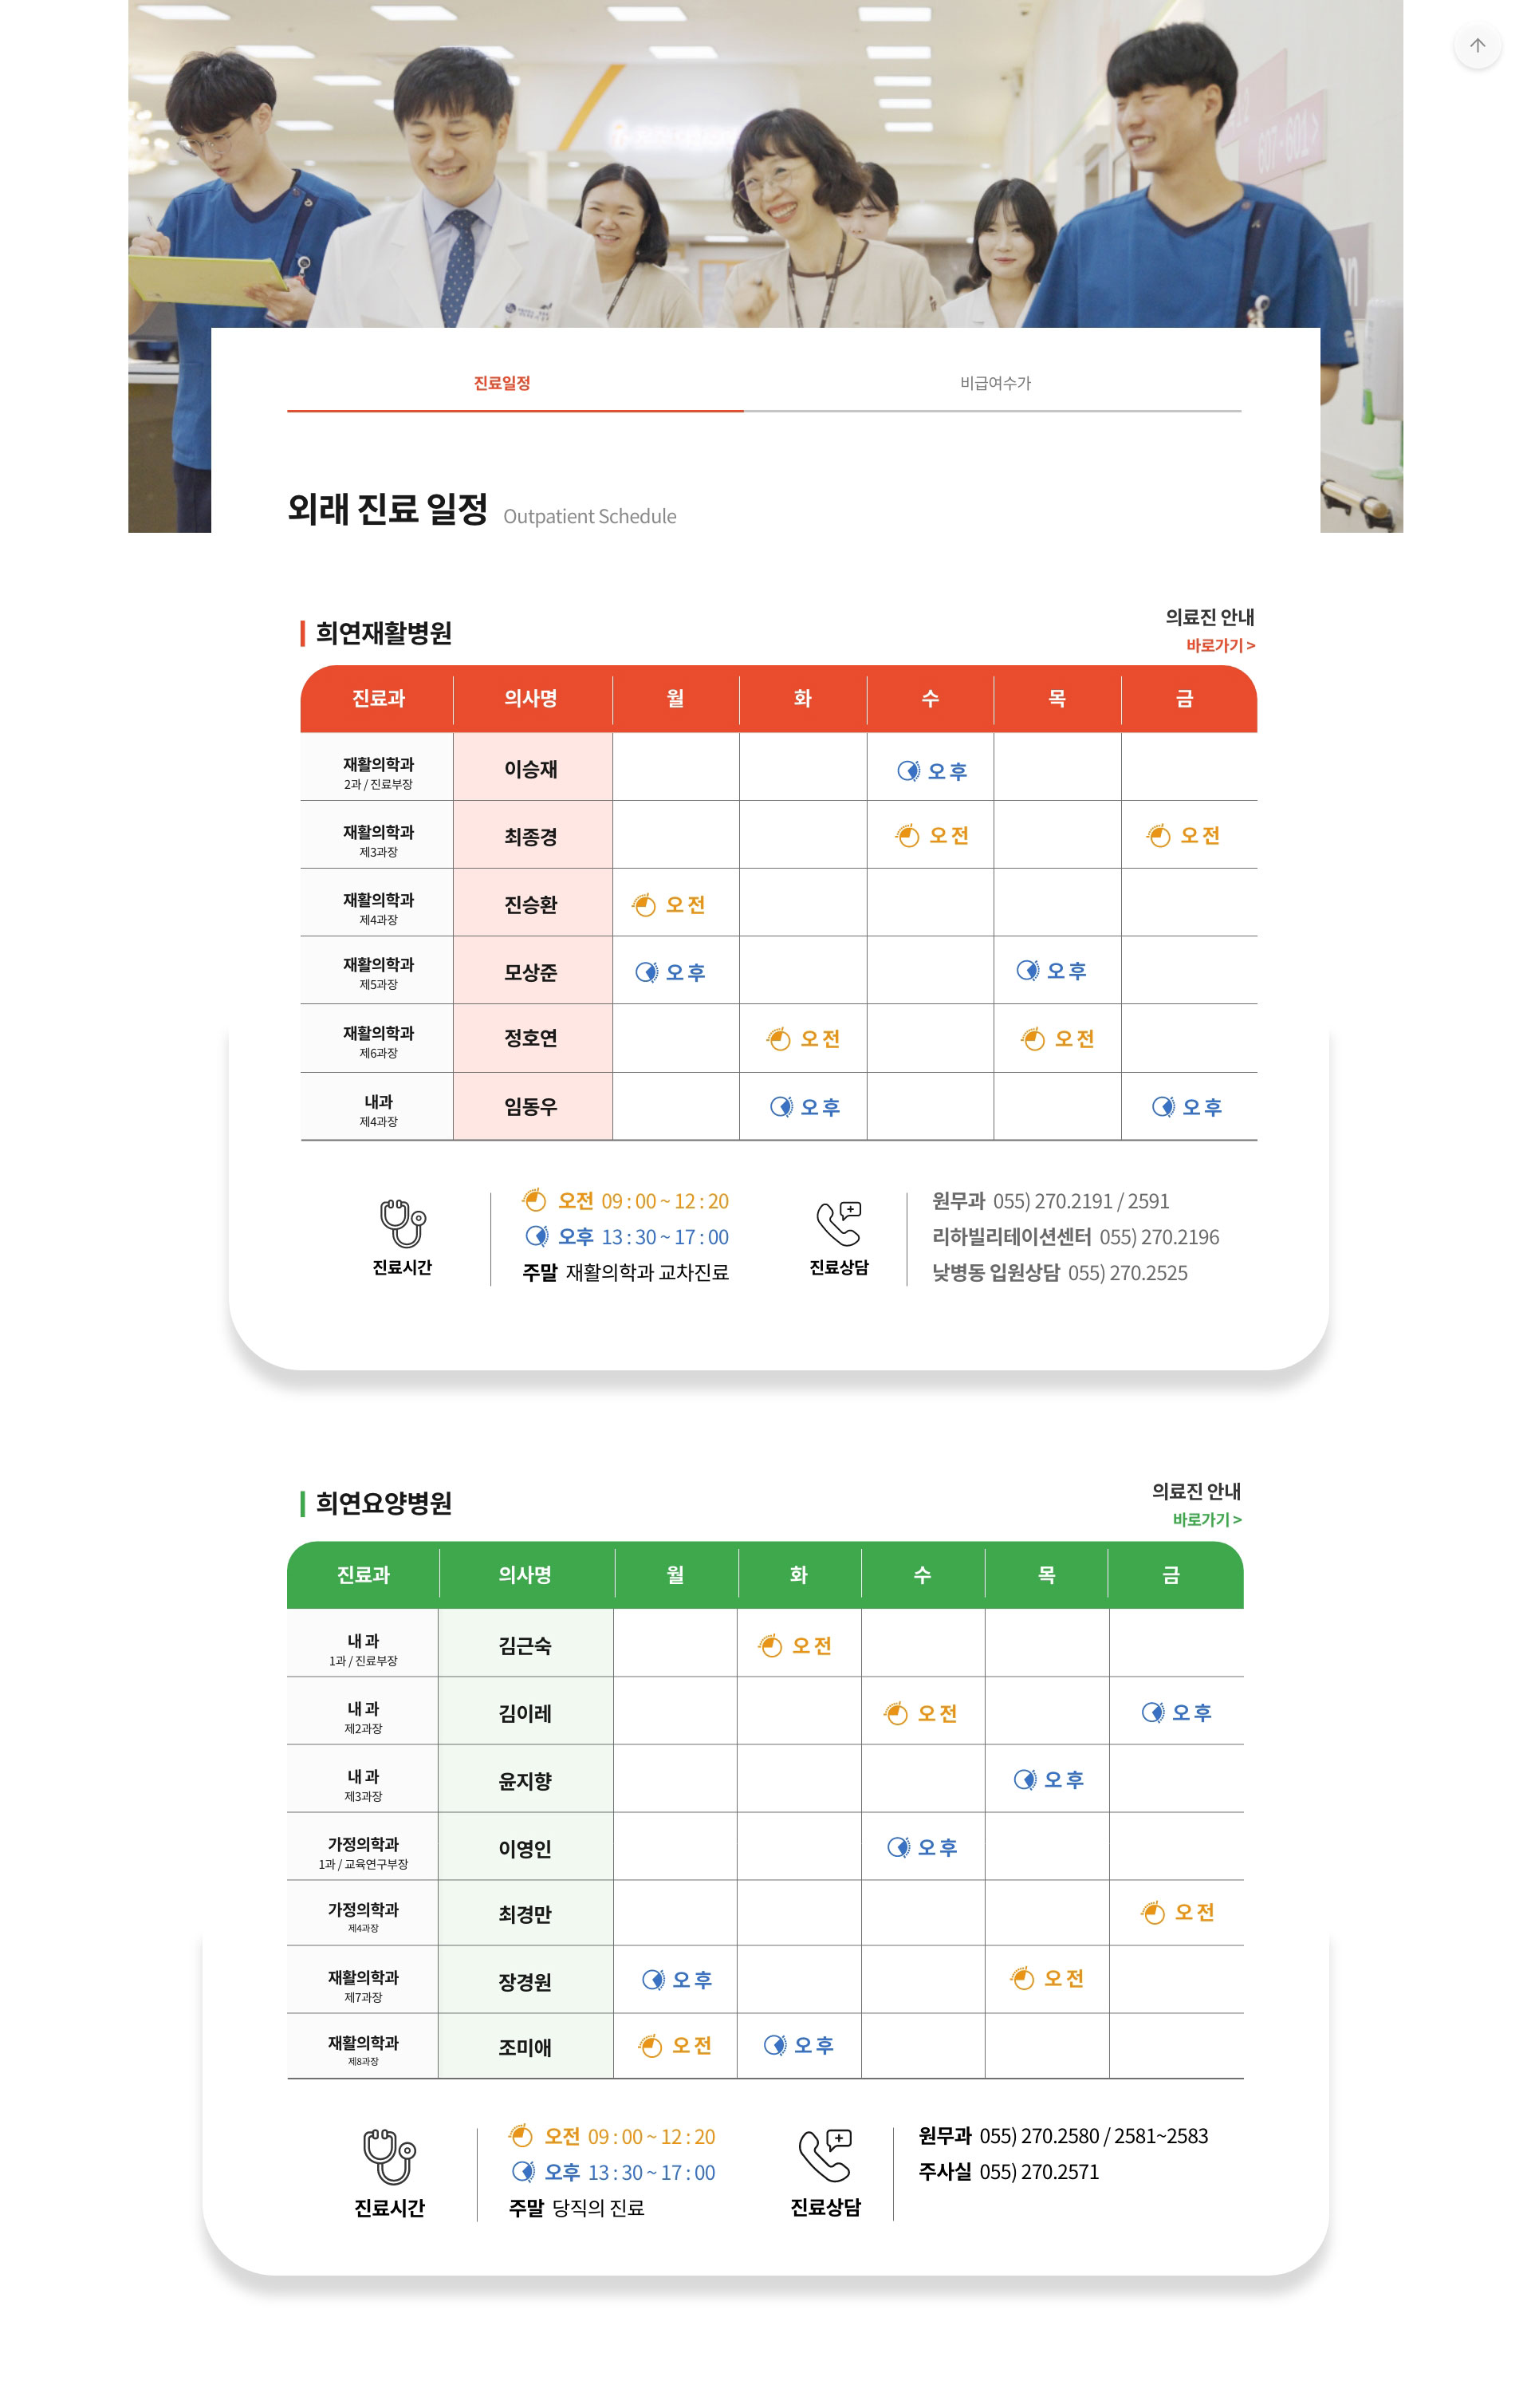 607-601 >
진료일정
비급여수가
외래 진료 일정 Outpatient Schedule
희연재활병원
의료진 안내
바로가기 >
진료과 의사명 월 화 수 목 금
재활의학과 이승재 오후
2과 / 진료부장
재활의학과 최종경 오전 오전
제3과장
재활의학과 진승환 오전
제4과장
재활의학과 모상준 오후 오후
제5과장
재활의학과 정호연 오전 오전
제6과장
내과 임동우 오후 오후
제4과장
진료시간
오전 09 : 00 ~ 12 : 20
오후 13 : 30 ~ 17 : 00
주말 재활의학과 교차진료
진료상담
원무과 055) 270.2191 / 2591
리하빌리테이션센터 055) 270.2196
낮병동 입원상담 055) 270.2525
희연요양병원
의료진 안내
바로가기 >
진료과 의사명 월 화 수 목 금
내 과 김근숙 오전
1과 / 진료부장
내 과 김이레 오전 오후
제2과장
내 과 윤지향 오후
제3과장
가정의학과 이영인 오후
1과 / 교육연구부장
가정의학과 최경만 오전
제4과장
재활의학과 장경원 오후 오전
제7과장
재활의학과 조미애 오전 오후
제8과장
진료시간
오전 09 : 00 ~ 12 : 20
오후 13 : 30 ~ 17 : 00
주말 당직의 진료
진료상담
원무과 055) 270.2580 / 2581~2583
주사실 055) 270.2571